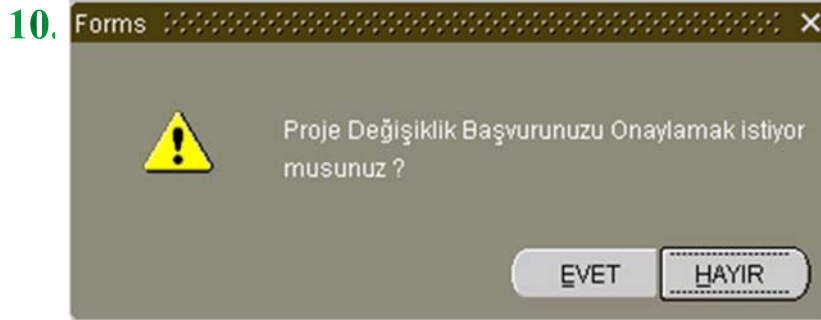 10. Forms
Proje Değişiklik Başvurunuzu Onaylamak istiyor
musunuz ?
EVET HAYIR